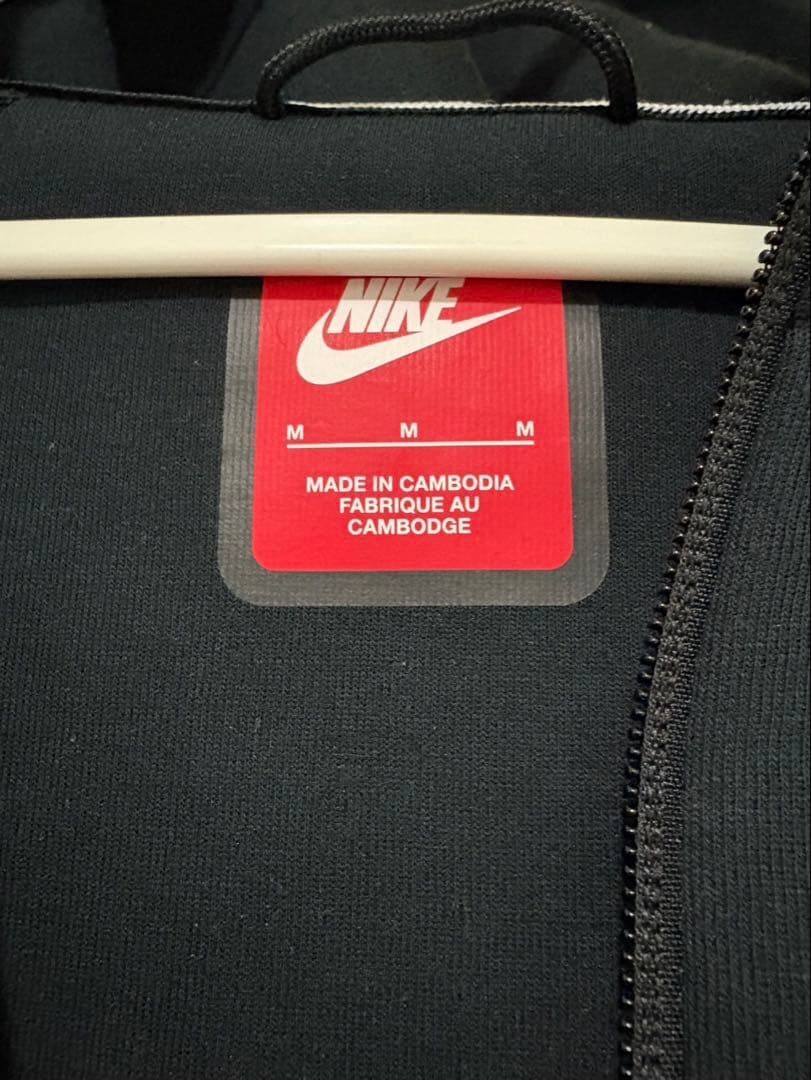 NIKE
M M M
MADE IN CAMBODIA
FABRIQUE AU
CAMBODGE